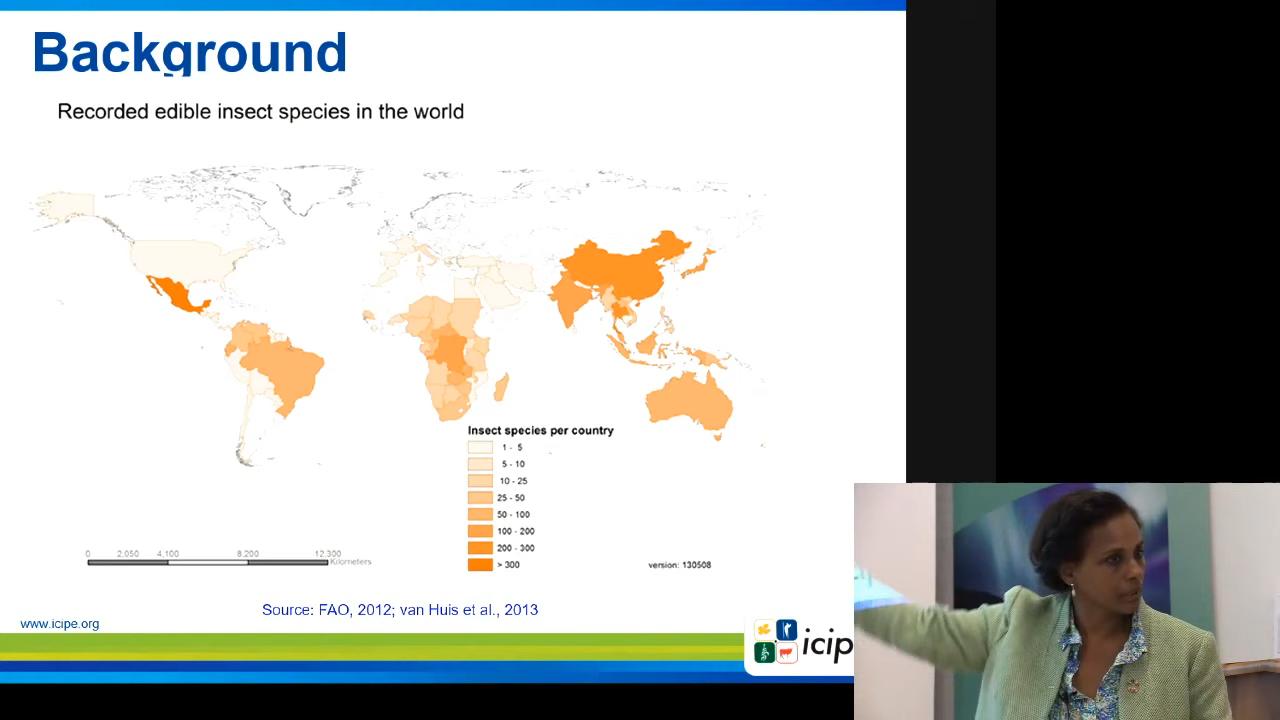 Background
Recorded edible insect species in the world
Insect species per country
1 - 5
5 - 10
10 - 25
25 - 50
50 - 100
100 - 200
200 - 300
> 300
0 2,050 4,100 8,200 12,300
Kilometers
version: 130508
Source: FAO, 2012; van Huis et al., 2013
www.icipe.org
icip